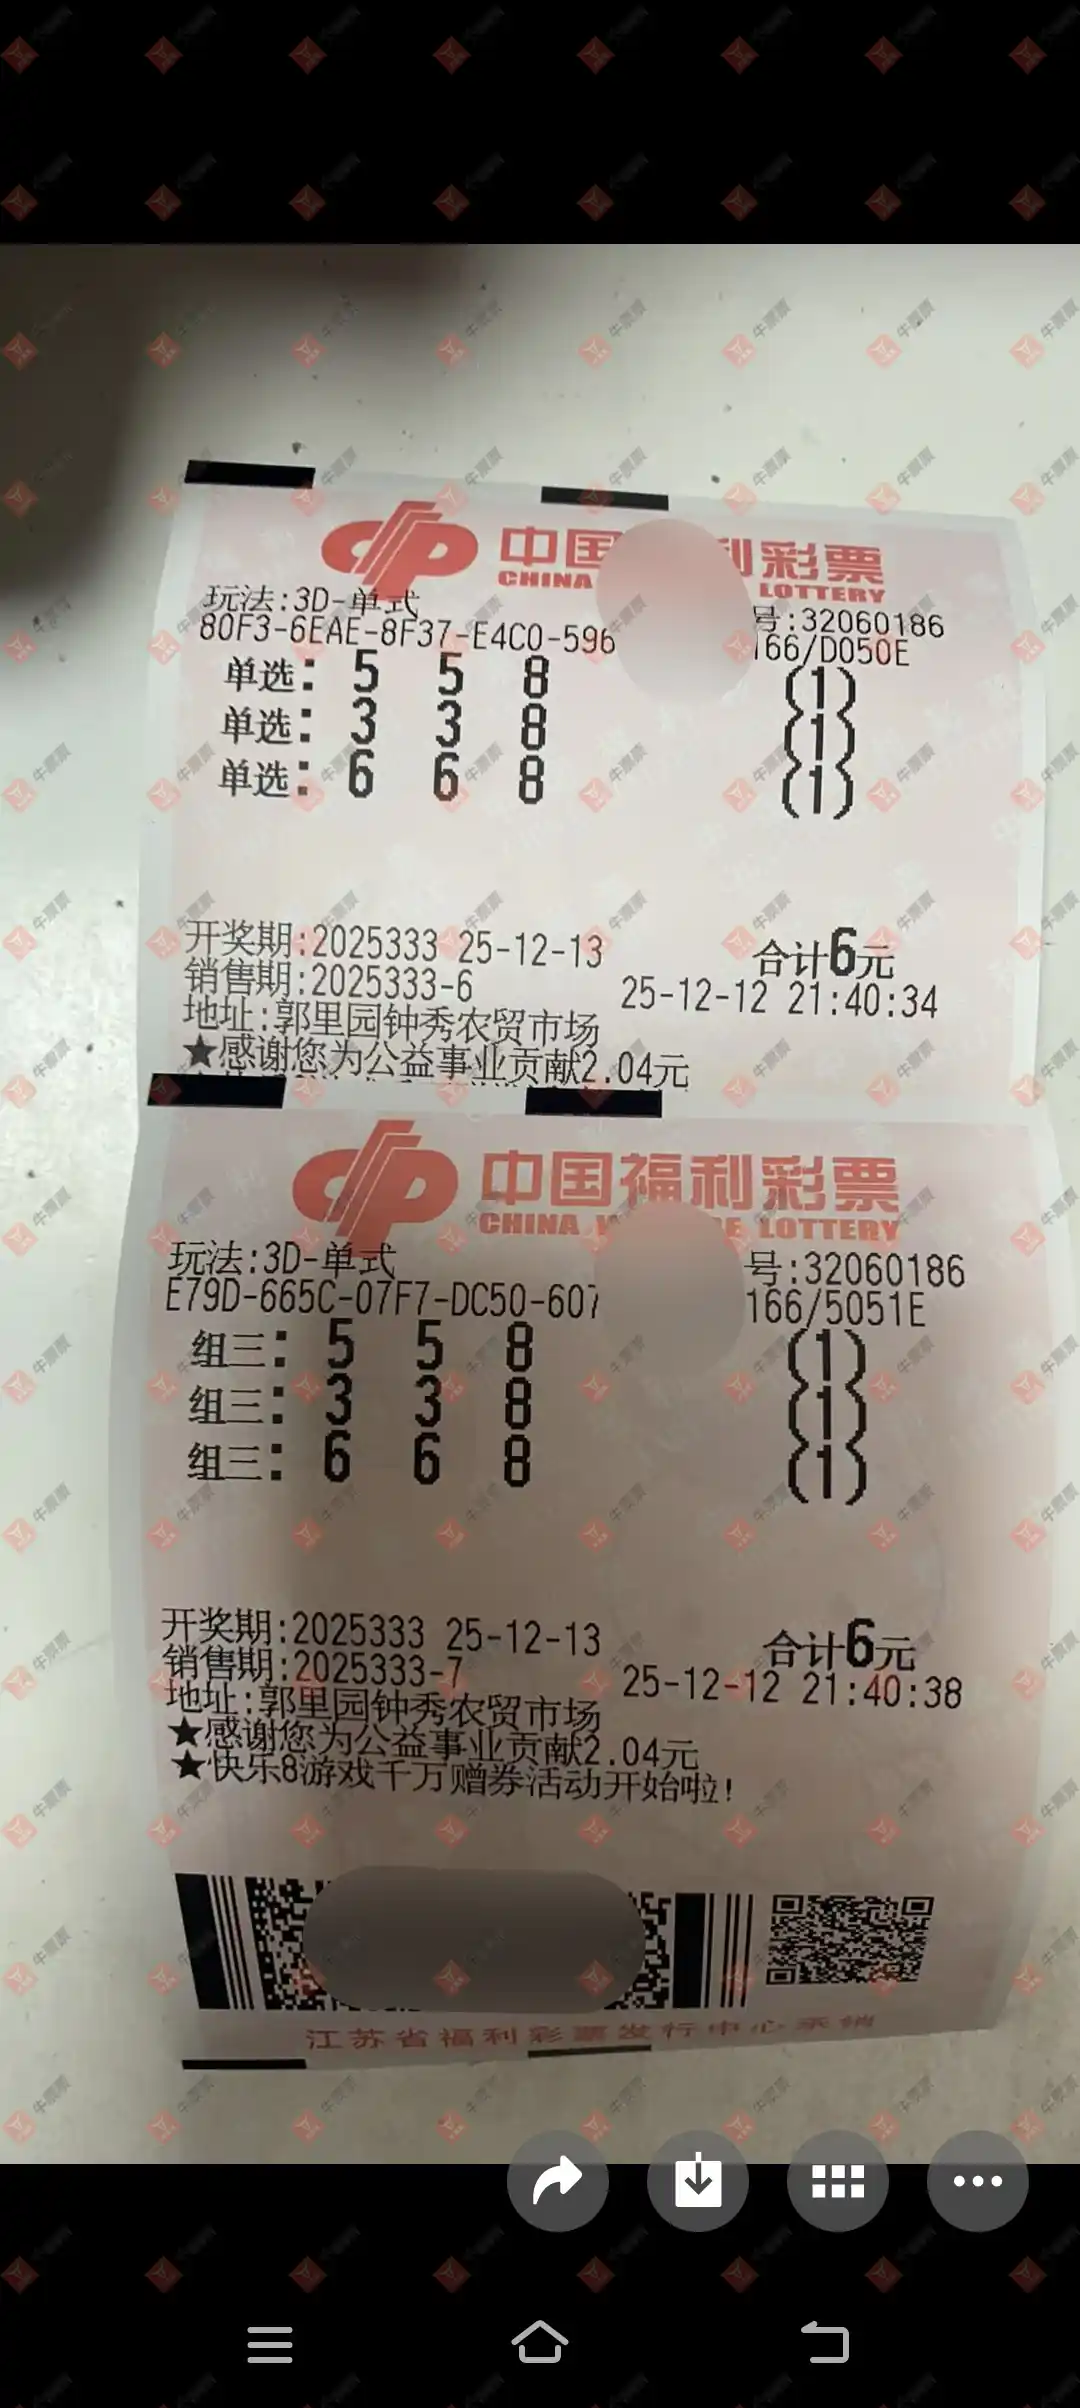 中国 利彩票
CHINA LOTTERY
玩法:3D-单式
号:32060186
80F3-6EAE-8F37-E4C0-596
166/D050E
单选: 5 5 8 (1)
单选: 3 3 8 (1)
单选: 6 6 8 (1)
开奖期:2025333 25-12-13
合计6元
销售期:2025333-6
25-12-12 21:40:34
地址:郭里园钟秀农贸市场
★感谢您为公益事业贡献2.04元
中国福利彩票
CHINA LOTTERY
玩法:3D-单式
号:32060186
E79D-665C-07F7-DC50-607
166/5051E
组三: 5 5 8 (1)
组三: 3 3 8 (1)
组三: 6 6 8 (1)
开奖期:2025333 25-12-13
合计6元
销售期:2025333-7
25-12-12 21:40:38
地址:郭里园钟秀农贸市场
★感谢您为公益事业贡献2.04元
★快乐8游戏千万赠券活动开始啦!
江苏省福利彩票发行中心承销
牛票票